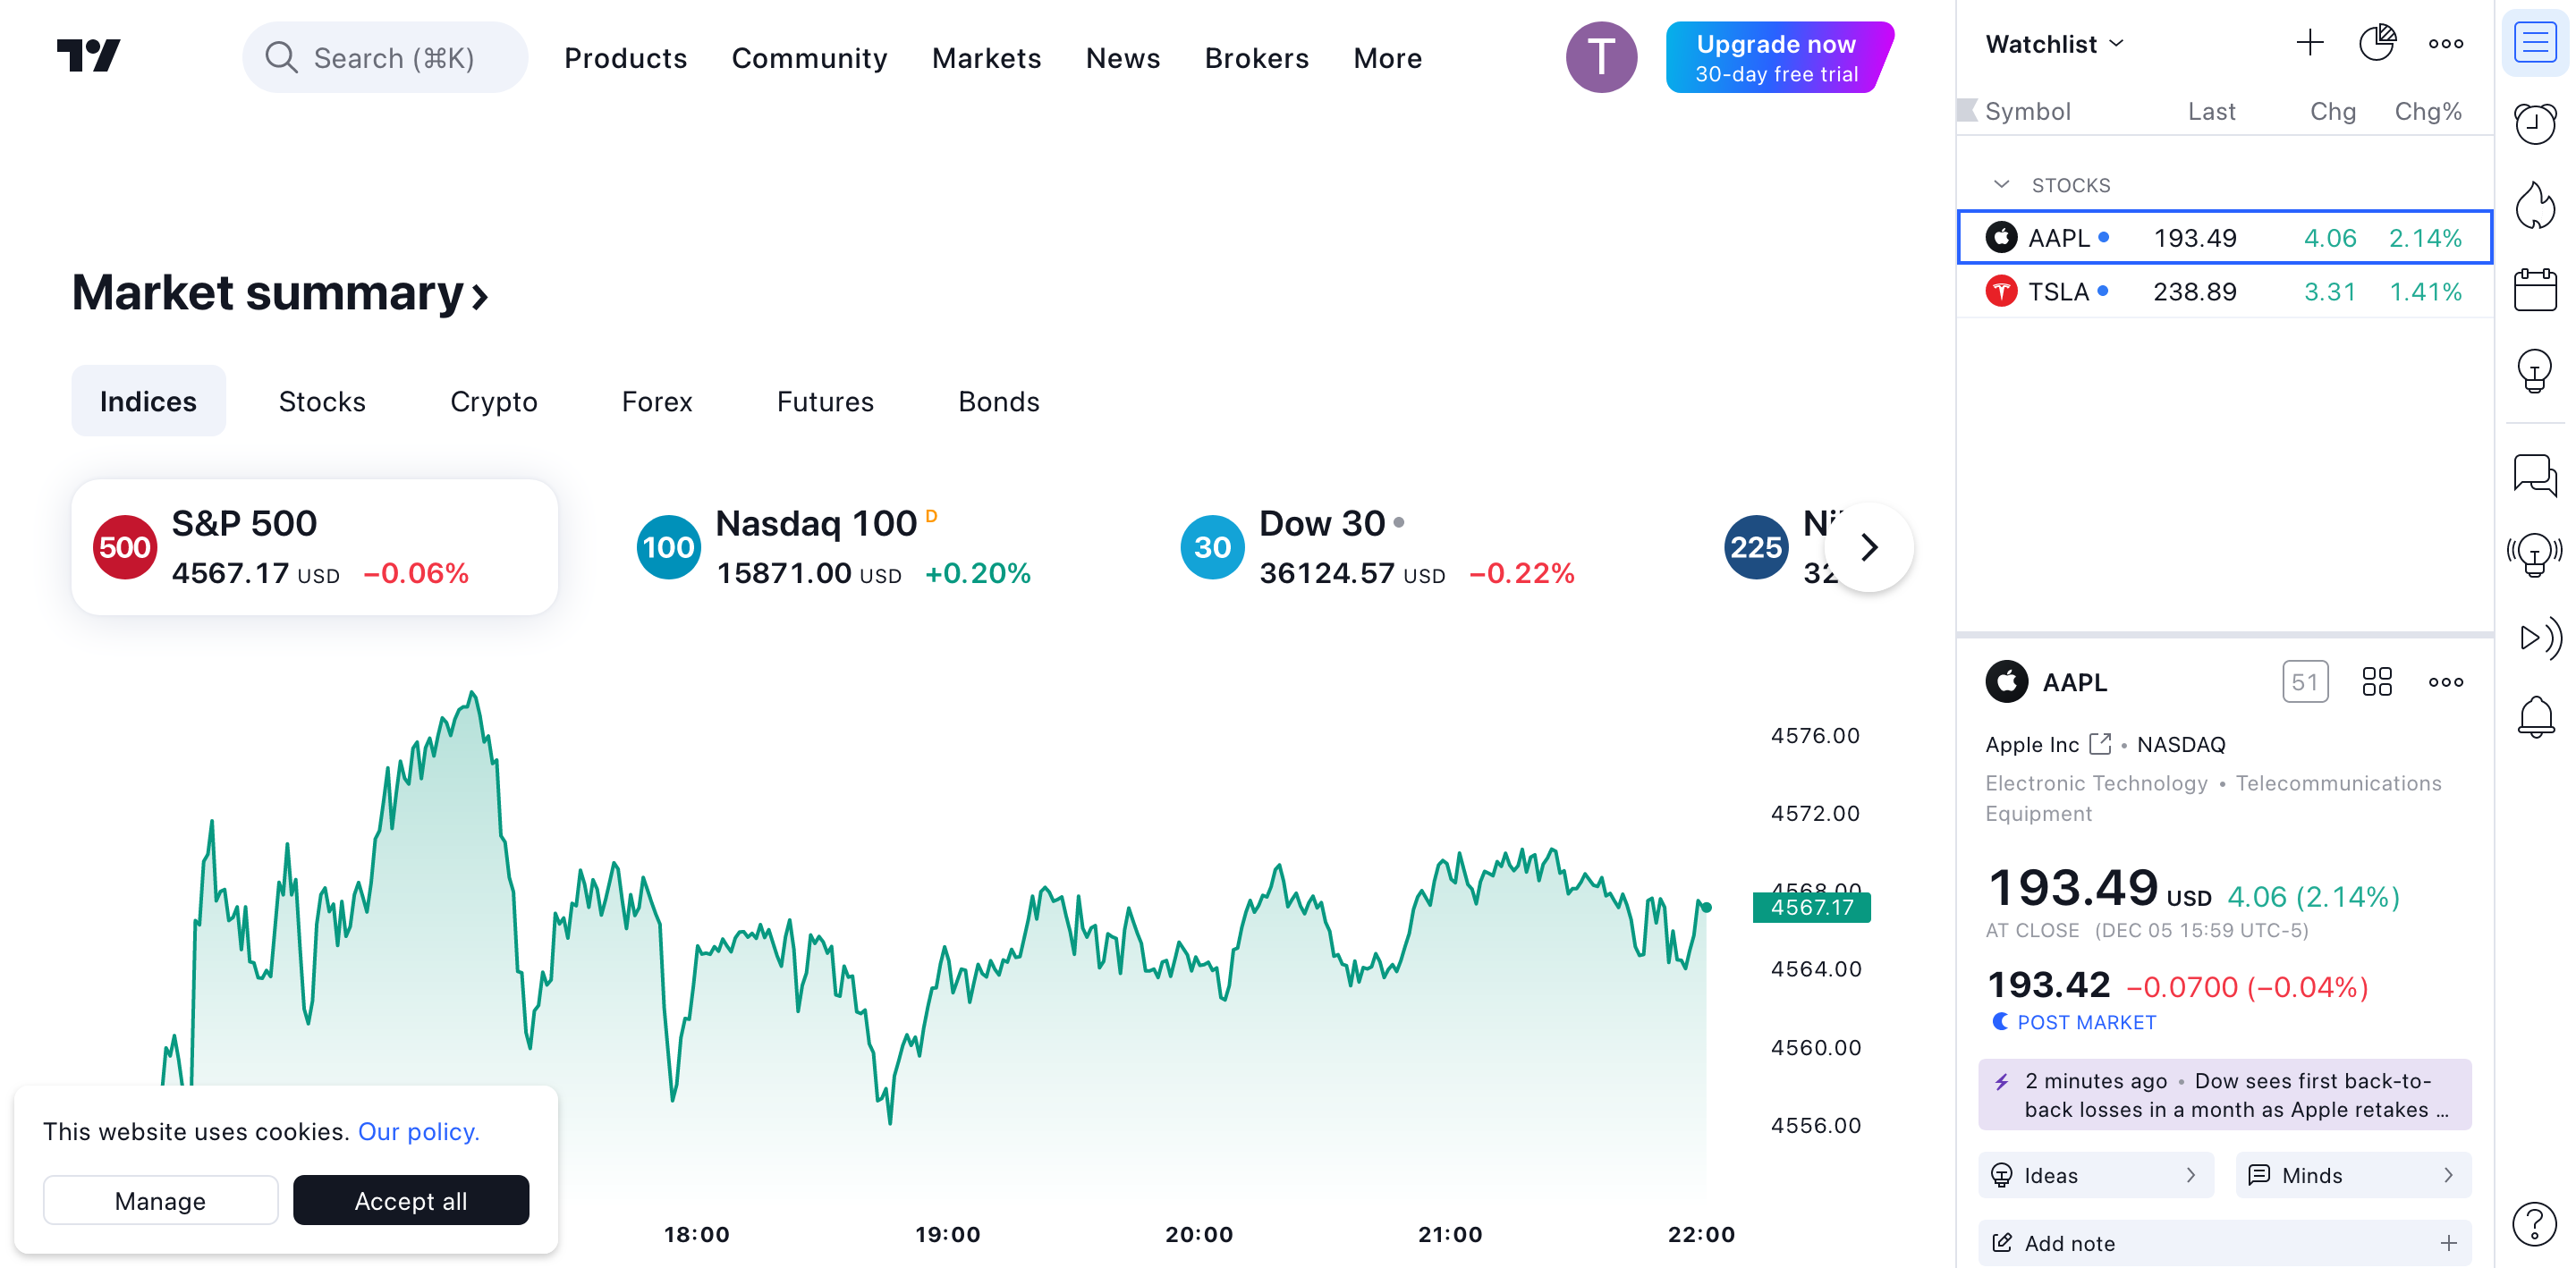 Search (⌘K)
Products
Community
Markets
News
Brokers
More
T
Upgrade now
30-day free trial
Market summary
Indices
Stocks
Crypto
Forex
Futures
Bonds
500
S&P 500
4567.17 USD −0.06%
100
Nasdaq 100 D
15871.00 USD +0.20%
30
Dow 30
36124.57 USD −0.22%
225
4576.00
4572.00
4568.00
4567.17
4564.00
4560.00
4556.00
18:00
19:00
20:00
21:00
22:00
This website uses cookies. Our policy.
Manage
Accept all
Watchlist
Symbol Last Chg Chg%
STOCKS
AAPL 193.49 4.06 2.14%
TSLA 238.89 3.31 1.41%
AAPL
51
Apple Inc • NASDAQ
Electronic Technology • Telecommunications
Equipment
193.49 USD 4.06 (2.14%)
AT CLOSE (DEC 05 15:59 UTC-5)
193.42 −0.0700 (−0.04%)
POST MARKET
2 minutes ago • Dow sees first back-to-
back losses in a month as Apple retakes ...
Ideas
Minds
Add note